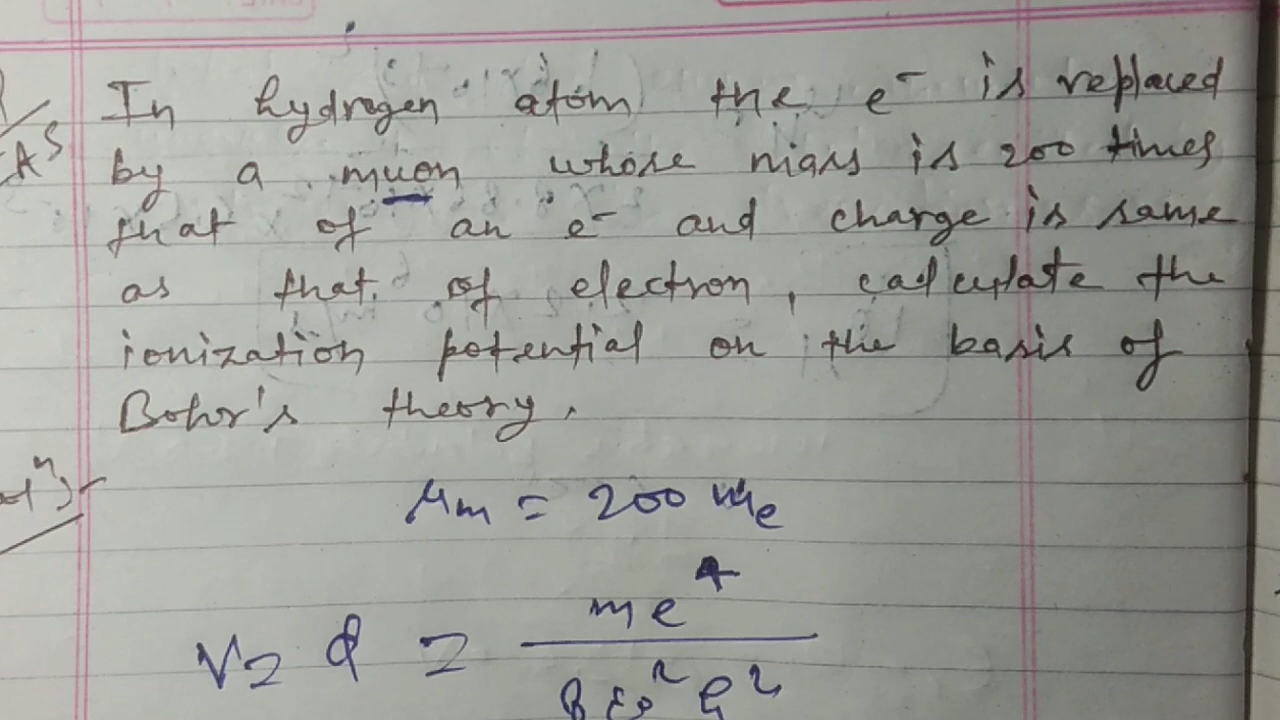 In hydrogen atom the e⁻ is replaced
by a muon whose mass is 200 times
that of an e⁻ and charge is same
as that of electron, calculate the
ionization potential on the basis of
Bohr's theory.
μm = 200 me
me⁴